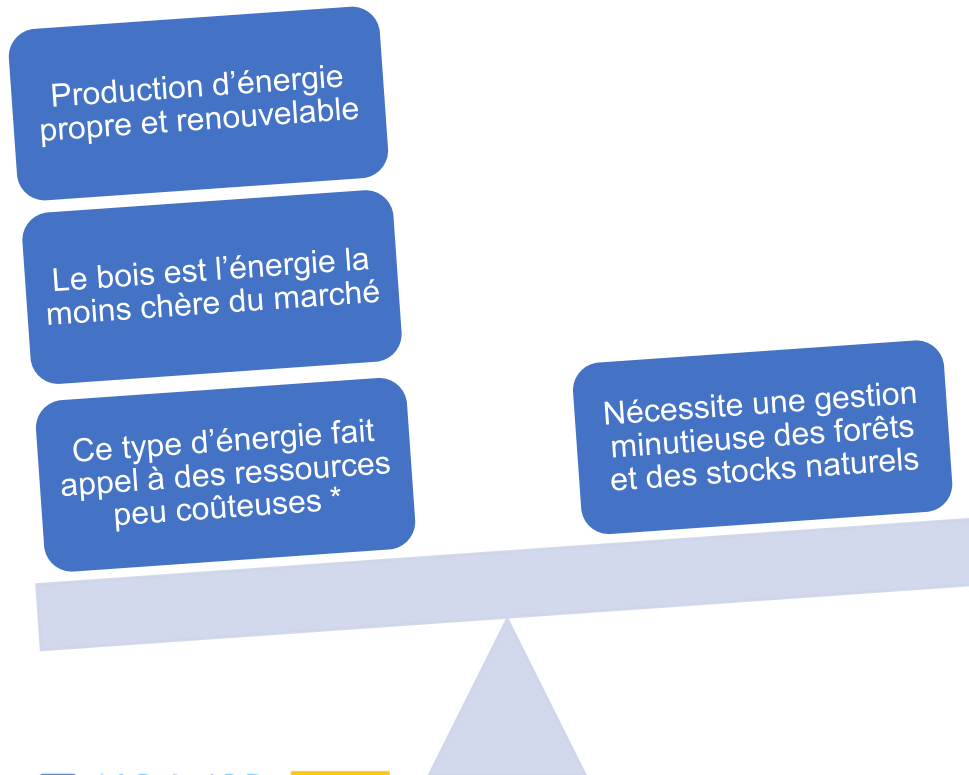 Production d’énergie
propre et renouvelable
Le bois est l’énergie la
moins chère du marché
Ce type d’énergie fait
appel à des ressources
peu coûteuses *
Nécessite une gestion
minutieuse des forêts
et des stocks naturels